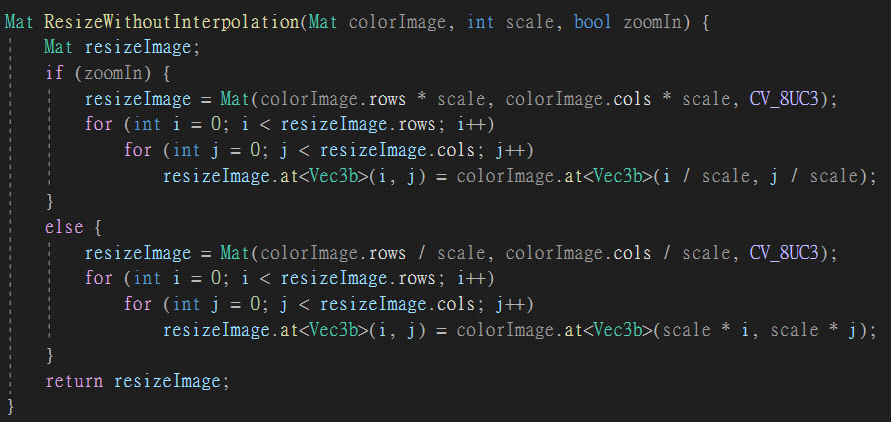 Mat ResizeWithoutInterpolation(Mat colorImage, int scale, bool zoomIn) {
    Mat resizeImage;
    if (zoomIn) {
        resizeImage = Mat(colorImage.rows * scale, colorImage.cols * scale, CV_8UC3);
        for (int i = 0; i < resizeImage.rows; i++)
            for (int j = 0; j < resizeImage.cols; j++)
                resizeImage.at<Vec3b>(i, j) = colorImage.at<Vec3b>(i / scale, j / scale);
    }
    else {
        resizeImage = Mat(colorImage.rows / scale, colorImage.cols / scale, CV_8UC3);
        for (int i = 0; i < resizeImage.rows; i++)
            for (int j = 0; j < resizeImage.cols; j++)
                resizeImage.at<Vec3b>(i, j) = colorImage.at<Vec3b>(scale * i, scale * j);
    }
    return resizeImage;
}